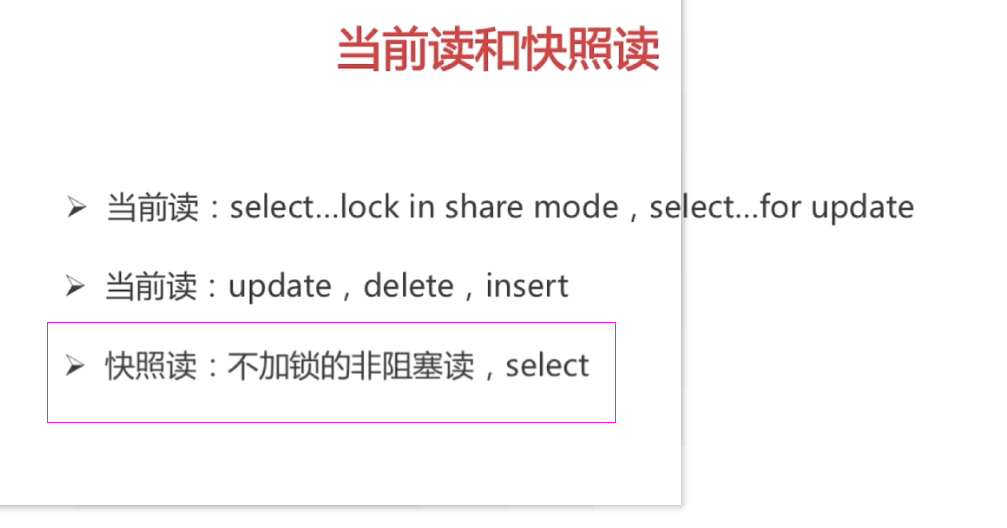 当前读和快照读
➢ 当前读：select...lock in share mode，select...for update
➢ 当前读：update，delete，insert
➢ 快照读：不加锁的非阻塞读，select